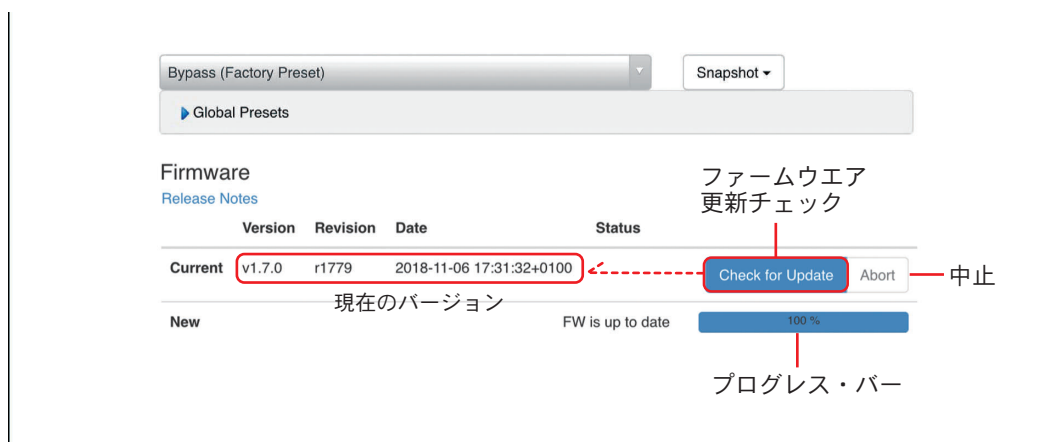 Bypass (Factory Preset)
Snapshot
Global Presets
Firmware
Release Notes
ファームウエア
更新チェック
Version Revision Date Status
Current v1.7.0 r1779 2018-11-06 17:31:32+0100 Check for Update Abort 中止
現在のバージョン
New FW is up to date 100 %
プログレス・バー